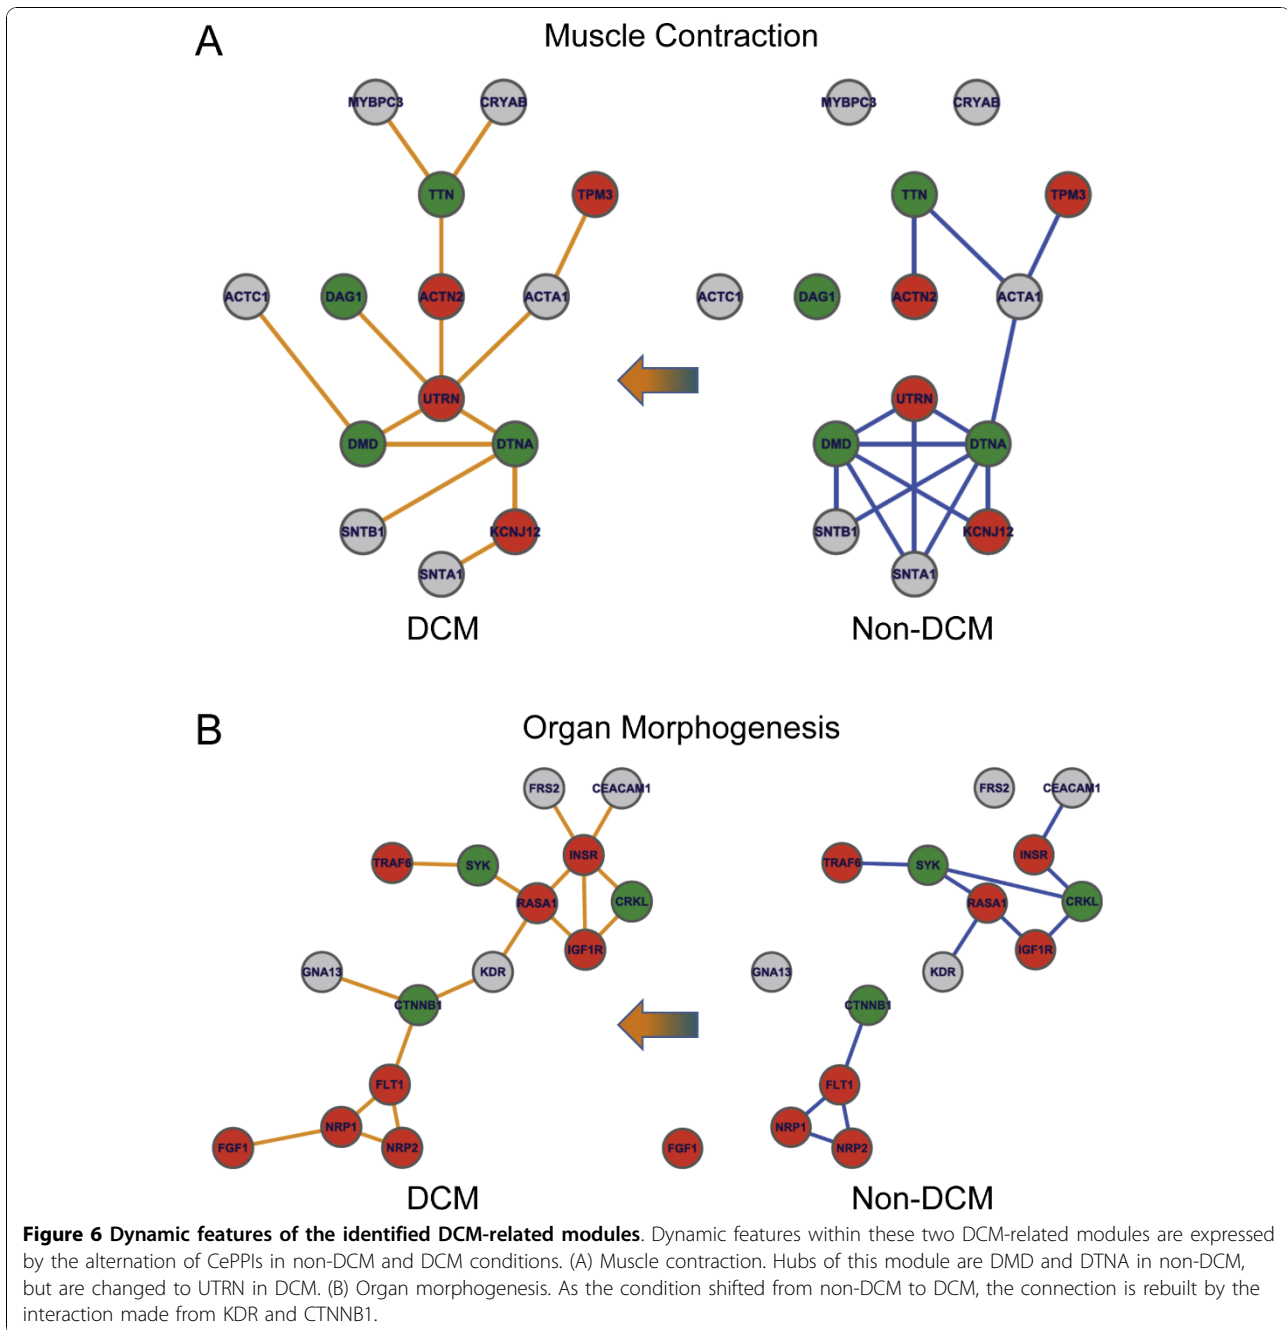 A
Muscle Contraction
MYBPC3
CRYAB
TTN
TPM3
ACTC1
DAG1
ACTN2
ACTA1
UTRN
DMD
DTNA
SNTB1
KCNJ12
SNTA1
DCM
MYBPC3
CRYAB
TTN
TPM3
ACTC1
DAG1
ACTN2
ACTA1
UTRN
DMD
DTNA
SNTB1
KCNJ12
SNTA1
Non-DCM
B
Organ Morphogenesis
FRS2
CEACAM1
TRAF6
SYK
INSR
RASA1
CRKL
IGF1R
GNA13
KDR
CTNNB1
FLT1
NRP1
FGF1
NRP2
DCM
FRS2
CEACAM1
TRAF6
SYK
INSR
RASA1
CRKL
IGF1R
GNA13
KDR
CTNNB1
FLT1
NRP1
FGF1
NRP2
Non-DCM
Figure 6 Dynamic features of the identified DCM-related modules. Dynamic features within these two DCM-related modules are expressed
by the alternation of CePPIs in non-DCM and DCM conditions. (A) Muscle contraction. Hubs of this module are DMD and DTNA in non-DCM,
but are changed to UTRN in DCM. (B) Organ morphogenesis. As the condition shifted from non-DCM to DCM, the connection is rebuilt by the
interaction made from KDR and CTNNB1.